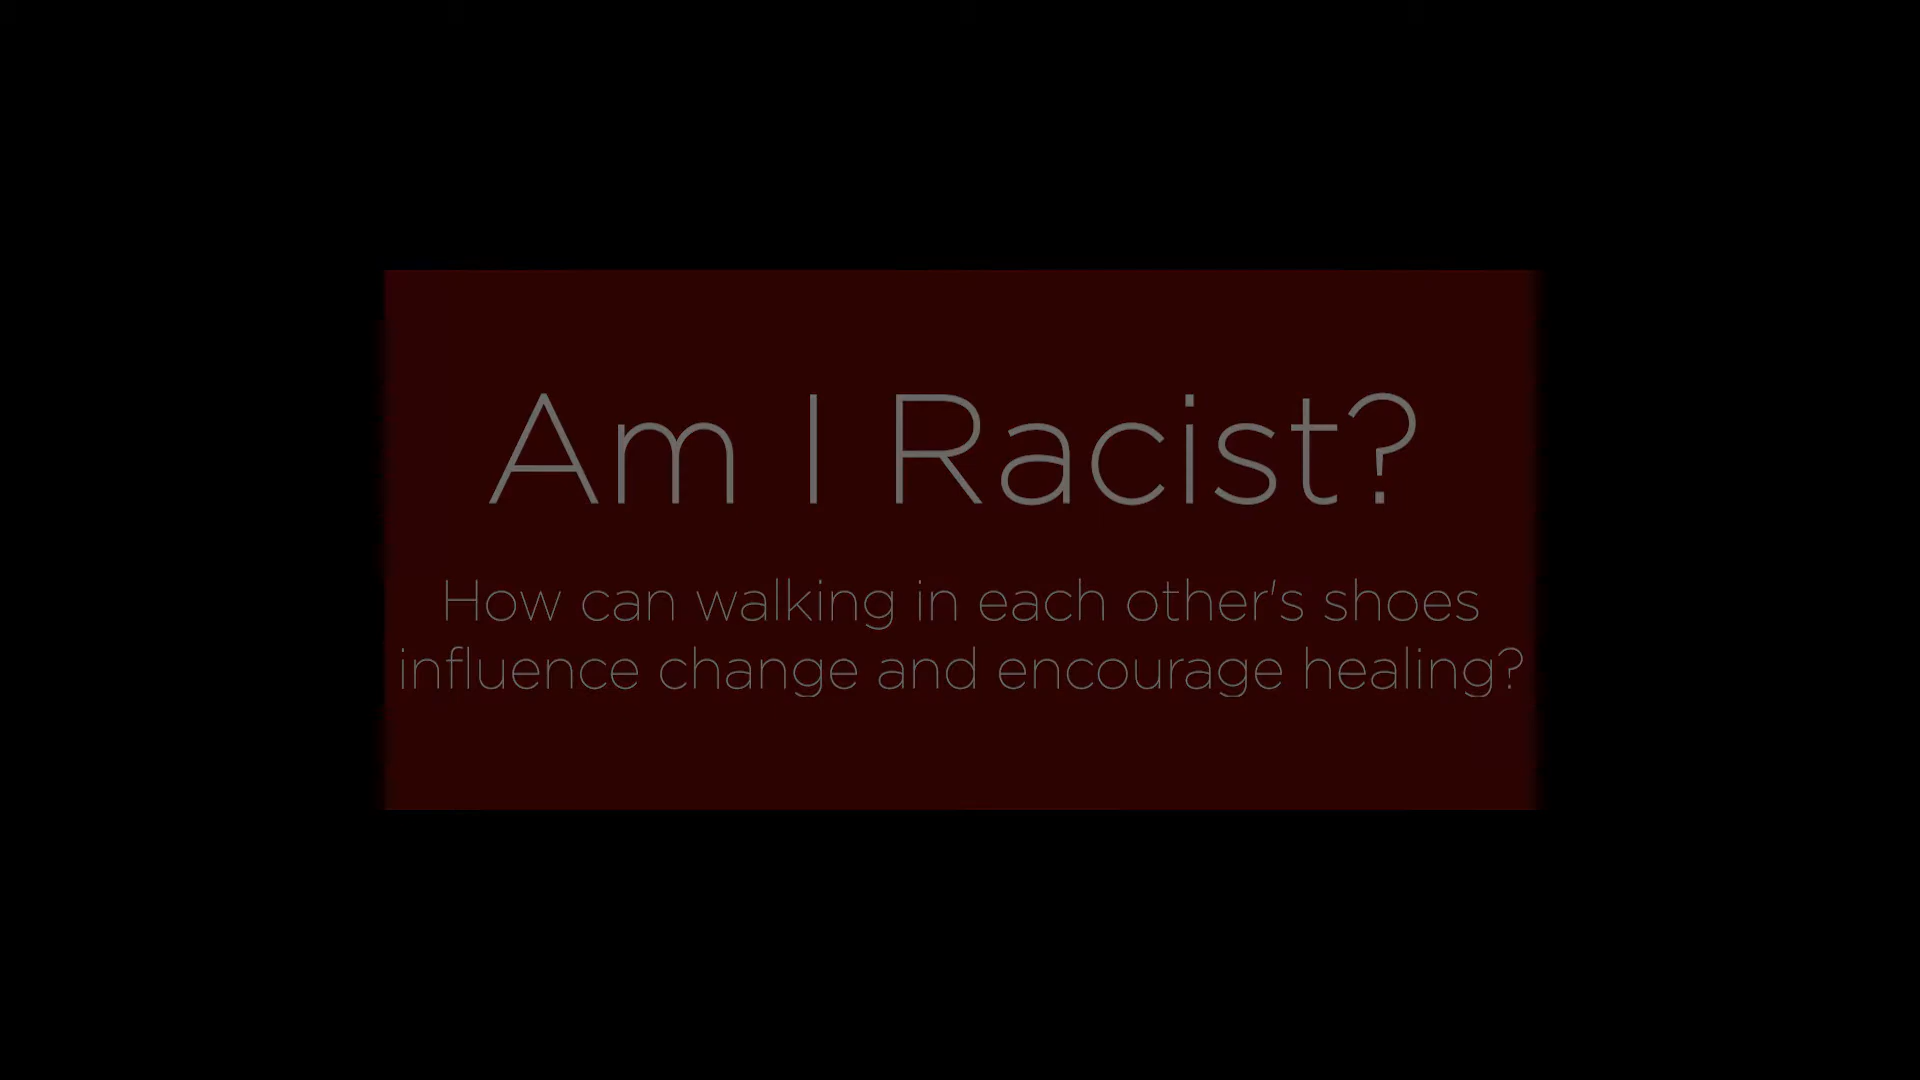 Am I Racist?
How can walking in each other's shoes
influence change and encourage healing?